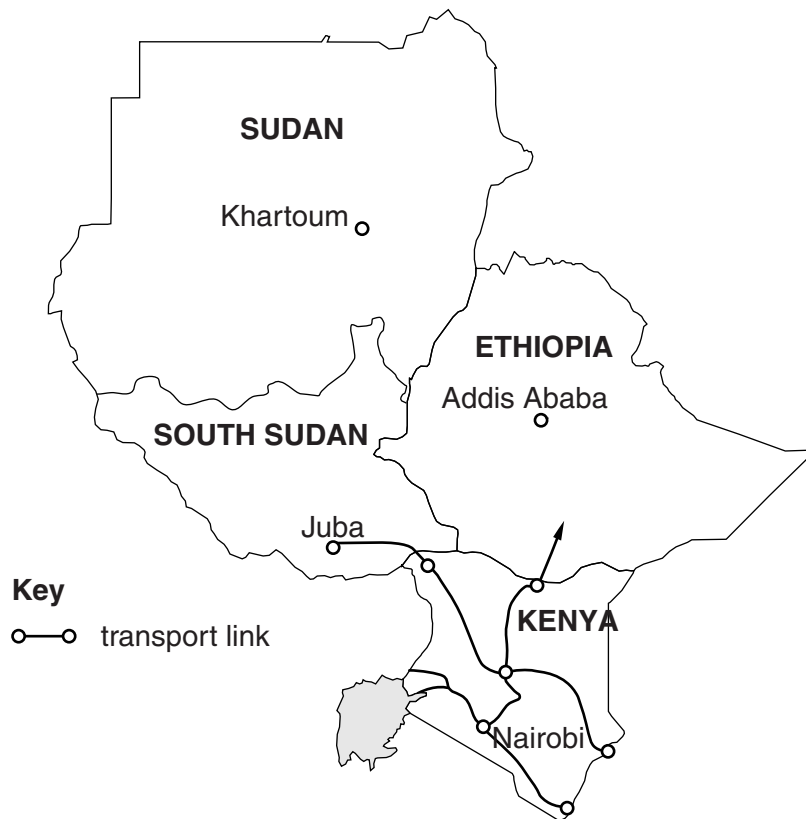 SUDAN
Khartoum
ETHIOPIA
Addis Ababa
SOUTH SUDAN
Juba
Key
KENYA
transport link
Nairobi